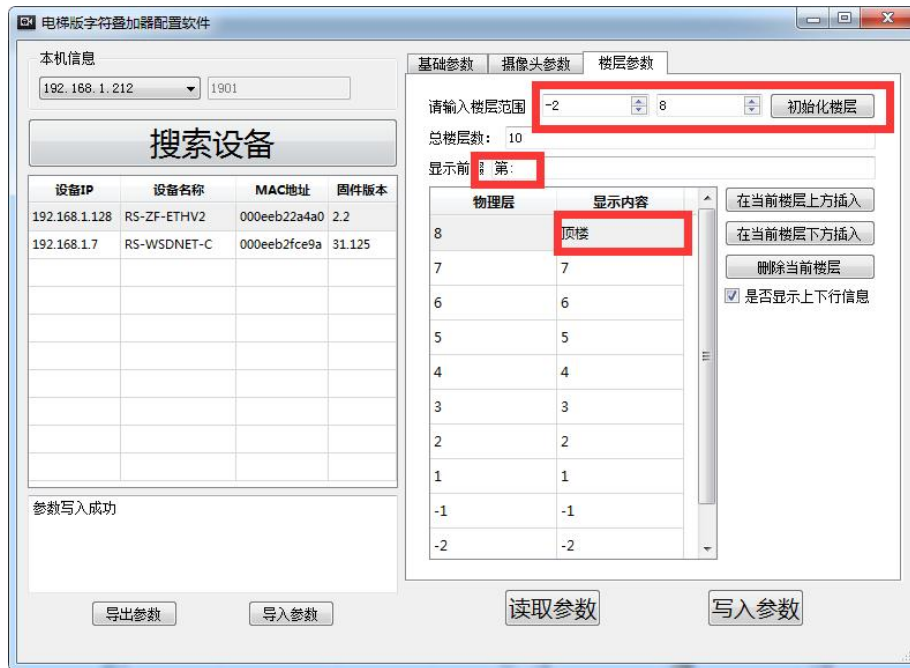 电梯版字符叠加器配置软件
本机信息
192.168.1.212 1901
搜索设备
设备IP 设备名称 MAC地址 固件版本
192.168.1.128 RS-ZF-ETHV2 000eeb22a4a0 2.2
192.168.1.7 RS-WSDNET-C 000eeb2fce9a 31.125
参数写入成功
导出参数 导入参数
基础参数 摄像头参数 楼层参数
请输入楼层范围 -2 8 初始化楼层
总楼层数: 10
显示前 第:
物理层 显示内容
8 顶楼
7 7
6 6
5 5
4 4
3 3
2 2
1 1
-1 -1
-2 -2
在当前楼层上方插入
在当前楼层下方插入
删除当前楼层
是否显示上下行信息
读取参数 写入参数